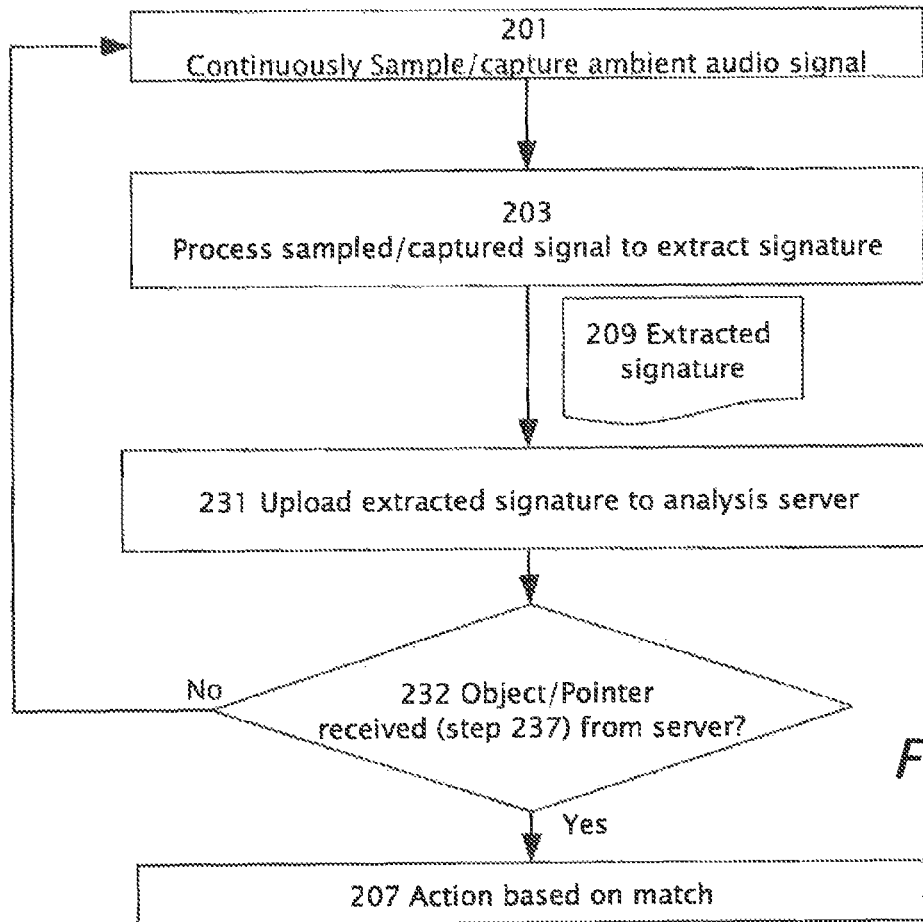 201
Continuously Sample/capture ambient audio signal
203
Process sampled/captured signal to extract signature
209 Extracted
signature
231 Upload extracted signature to analysis server
232 Object/Pointer
received (step 237) from server?
No
F
Yes
207 Action based on match